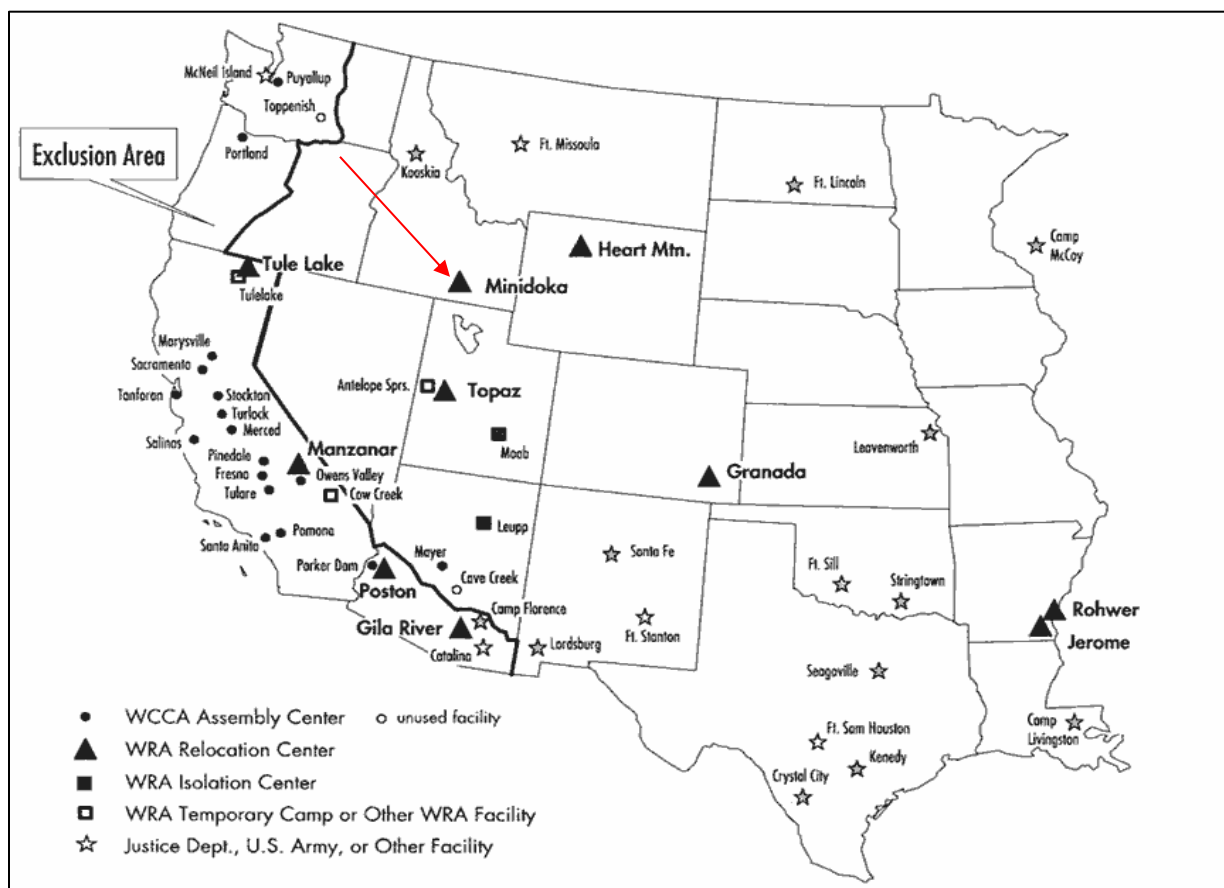 McNeil Island
Puyallup
Toppenish
Portland
Exclusion Area
Kooskia
Ft. Missoula
Ft. Lincoln
Camp
McCoy
Tule Lake
Tulelake
Minidoka
Heart Mtn.
Marysville
Sacramento
Tanforan
Stockton
Turlock
Merced
Salinas
Pinedale
Fresno
Tulare
Manzanar
Owens Valley
Cow Creek
Antelope Sprs.
Topaz
Moab
Granada
Leavenworth
Santa Anita
Pomona
Leupp
Parker Dam
Mayer
Poston
Cave Creek
Camp Florence
Gila River
Catalina
Lordsburg
Santa Fe
Ft. Stanton
Ft. Sill
Stringtown
Rohwer
Jerome
Seagoville
Ft. Sam Houston
Kenedy
Crystal City
Camp
Livingston
WCCA Assembly Center
unused facility
WRA Relocation Center
WRA Isolation Center
WRA Temporary Camp or Other WRA Facility
Justice Dept., U.S. Army, or Other Facility